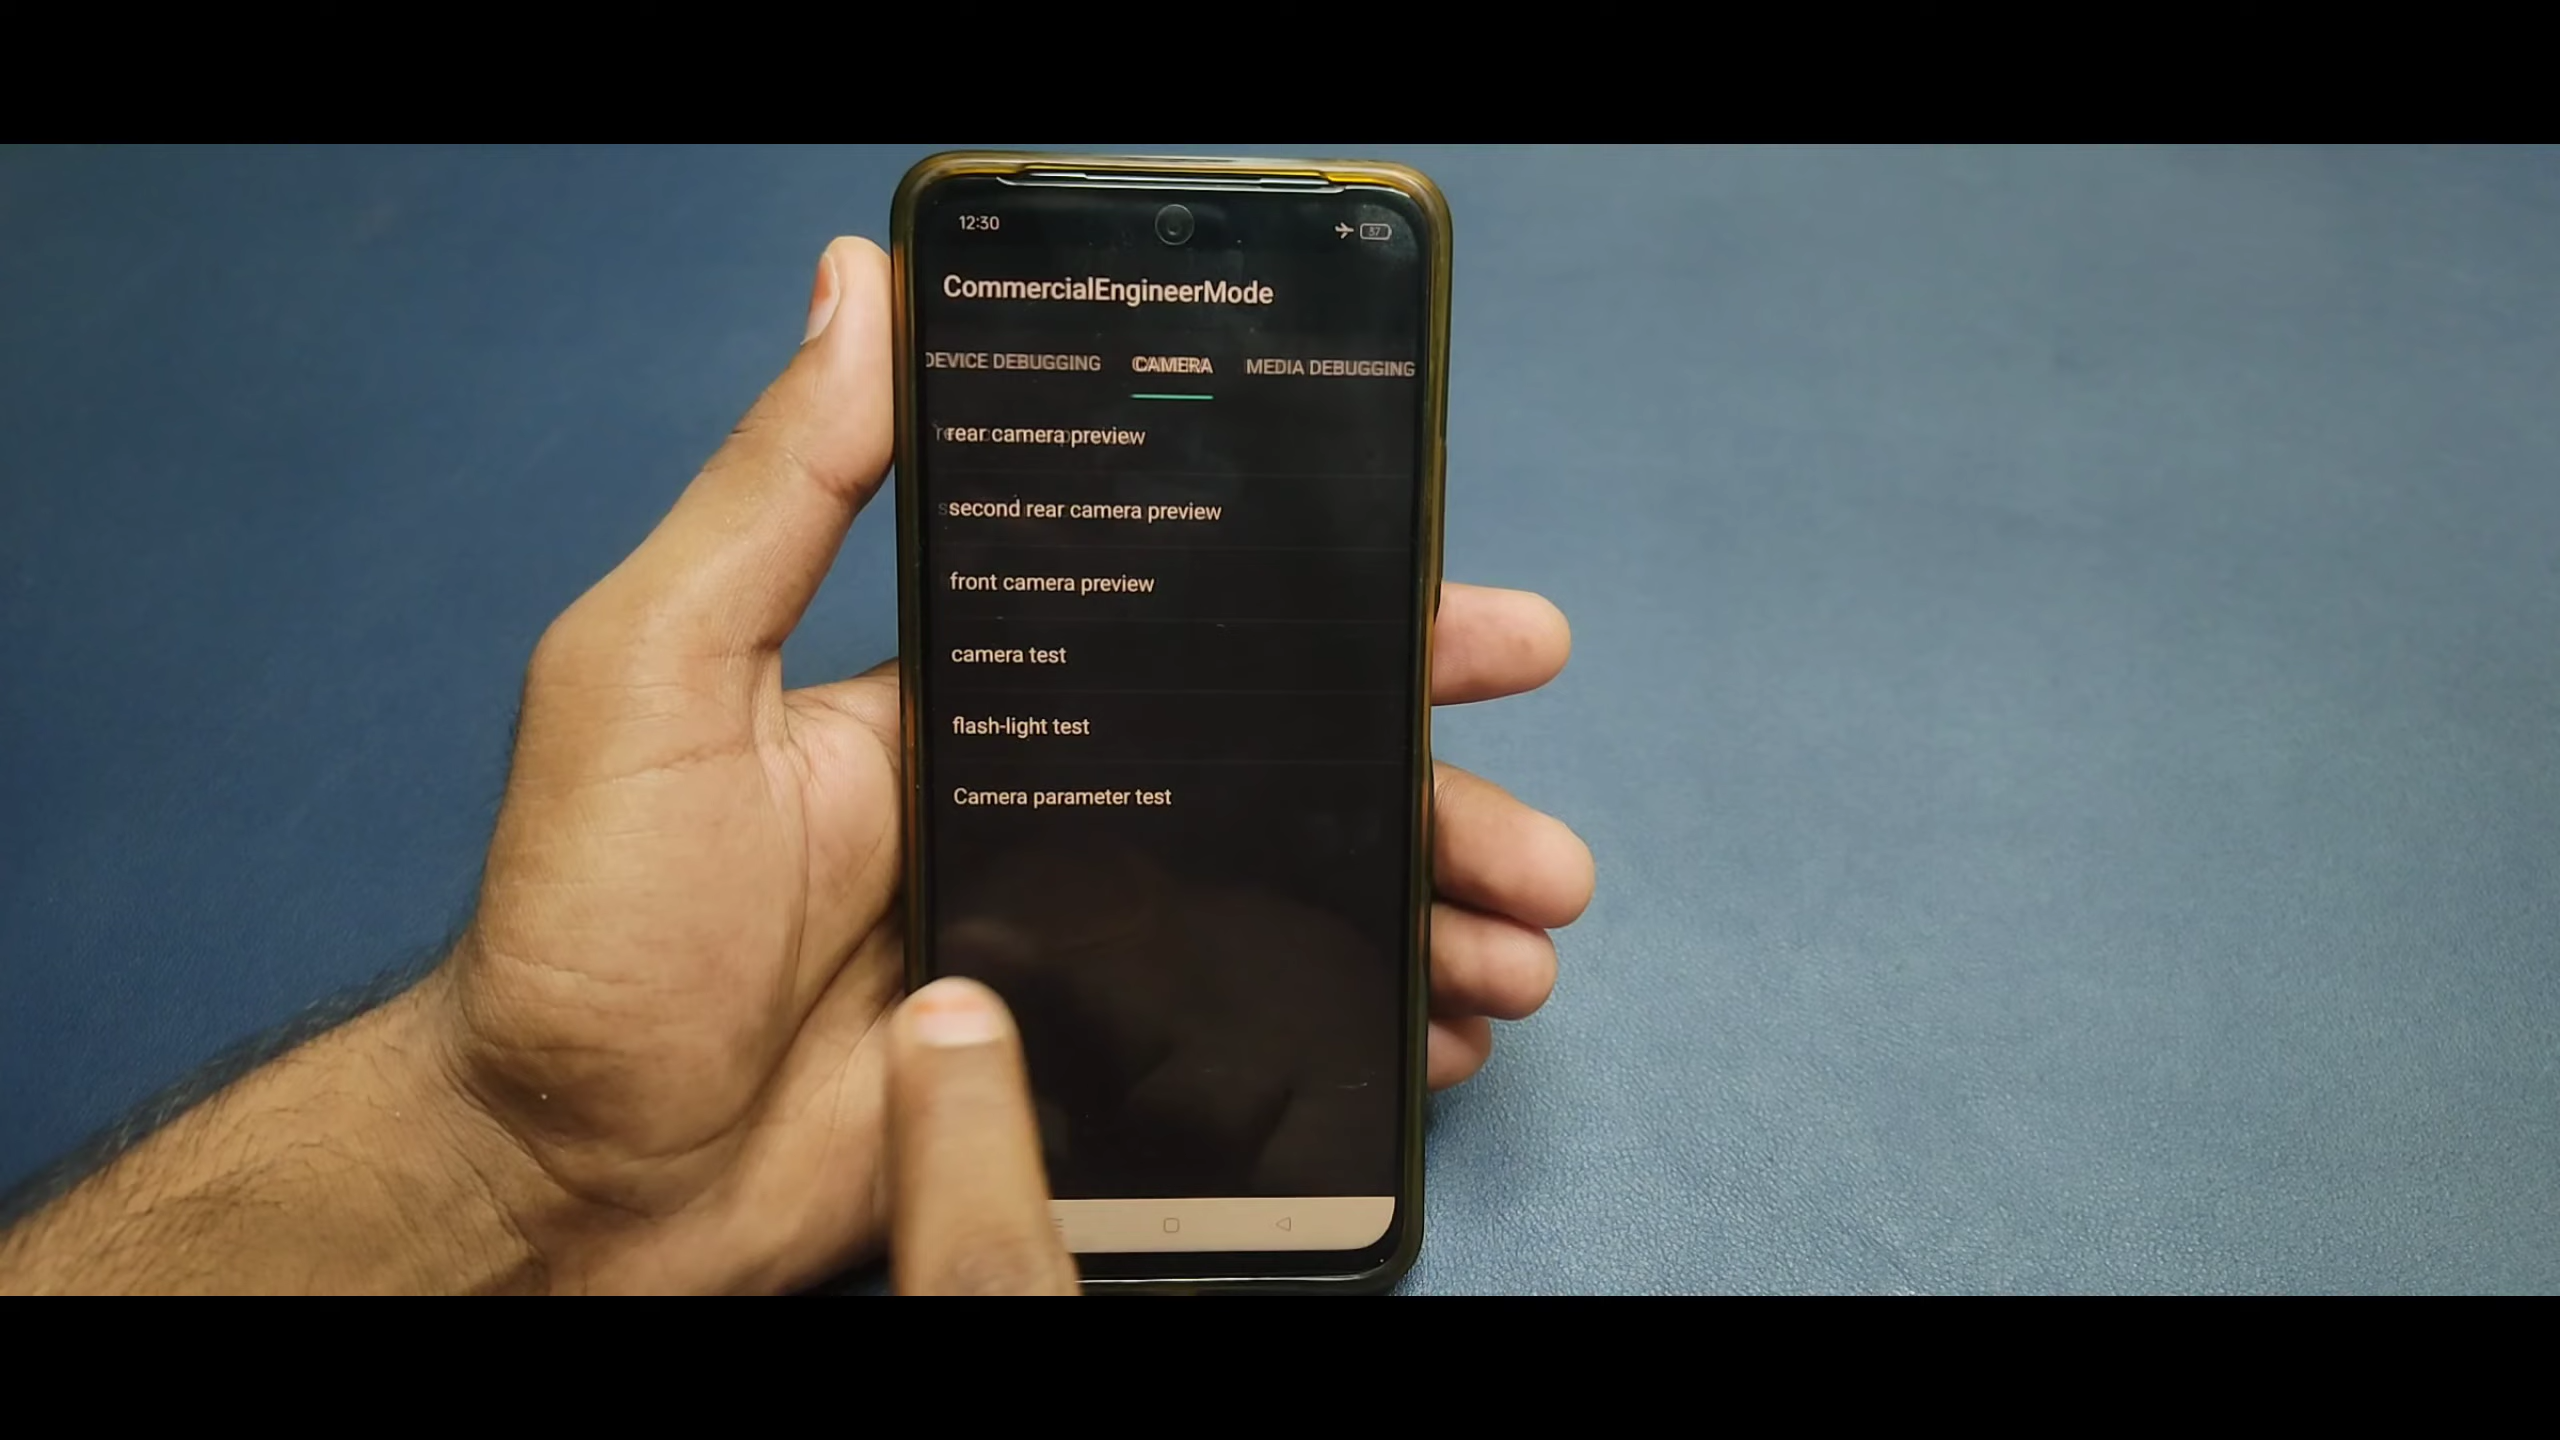 12:30
57
CommercialEngineerMode
DEVICE DEBUGGING CAMERA MEDIA DEBUGGING
rear camera preview
second rear camera preview
front camera preview
camera test
flash-light test
Camera parameter test